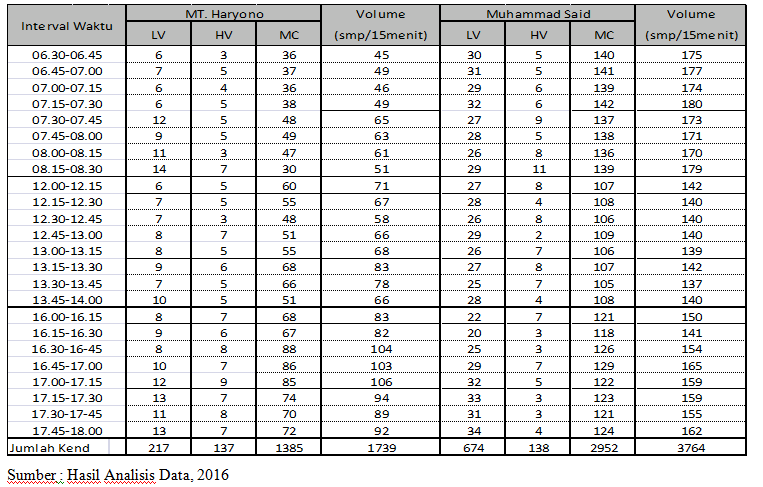 Interval Waktu MT. Haryono Volume Muhammad Said Volume
LV HV MC (smp/15menit) LV HV MC (smp/15menit)
06.30-06.45 6 3 36 45 30 5 140 175
06.45-07.00 7 5 37 49 31 5 141 177
07.00-07.15 6 4 36 46 29 6 139 174
07.15-07.30 6 5 38 49 32 6 142 180
07.30-07.45 12 5 48 65 27 9 137 173
07.45-08.00 9 5 49 63 28 5 138 171
08.00-08.15 11 3 47 61 26 8 136 170
08.15-08.30 14 7 30 51 29 11 139 179
12.00-12.15 6 5 60 71 27 8 107 142
12.15-12.30 7 5 55 67 28 4 108 140
12.30-12.45 7 3 48 58 26 8 106 140
12.45-13.00 8 7 51 66 29 2 109 140
13.00-13.15 8 5 55 68 26 7 106 139
13.15-13.30 9 6 68 83 27 8 107 142
13.30-13.45 7 5 66 78 25 7 105 137
13.45-14.00 10 5 51 66 28 4 108 140
16.00-16.15 8 7 68 83 22 7 121 150
16.15-16.30 9 6 67 82 20 3 118 141
16.30-16-45 8 8 88 104 25 3 126 154
16.45-17.00 10 7 86 103 29 7 129 165
17.00-17.15 12 9 85 106 32 5 122 159
17.15-17.30 13 7 74 94 33 3 123 159
17.30-17-45 11 8 70 89 31 3 121 155
17.45-18.00 13 7 72 92 34 4 124 162
Jumlah Kend 217 137 1385 1739 674 138 2952 3764
Sumber : Hasil Analisis Data, 2016